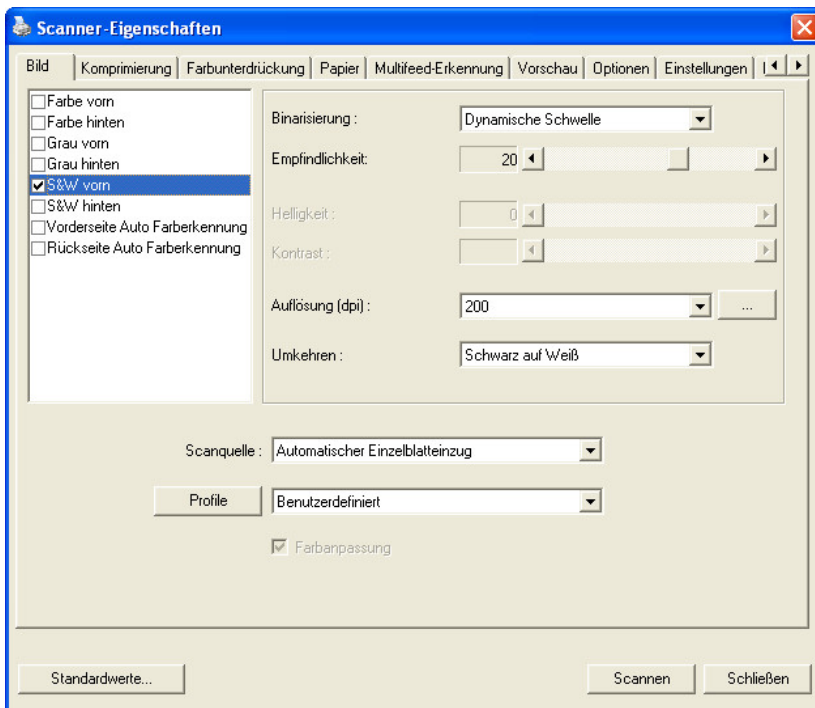 Scanner-Eigenschaften
Bild Komprimierung Farbunterdrückung Papier Multifeed-Erkennung Vorschau Optionen Einstellungen
Farbe vorn
Farbe hinten
Grau vorn
Grau hinten
S&W vorn
S&W hinten
Vorderseite Auto Farberkennung
Rückseite Auto Farberkennung
Binarisierung : Dynamische Schwelle
Empfindlichkeit: 20
Helligkeit : 0
Kontrast :
Auflösung (dpi) : 200 ...
Umkehren : Schwarz auf Weiß
Scanquelle : Automatischer Einzelblatteinzug
Profile Benutzerdefiniert
Farbanpassung
Standardwerte... Scannen Schließen